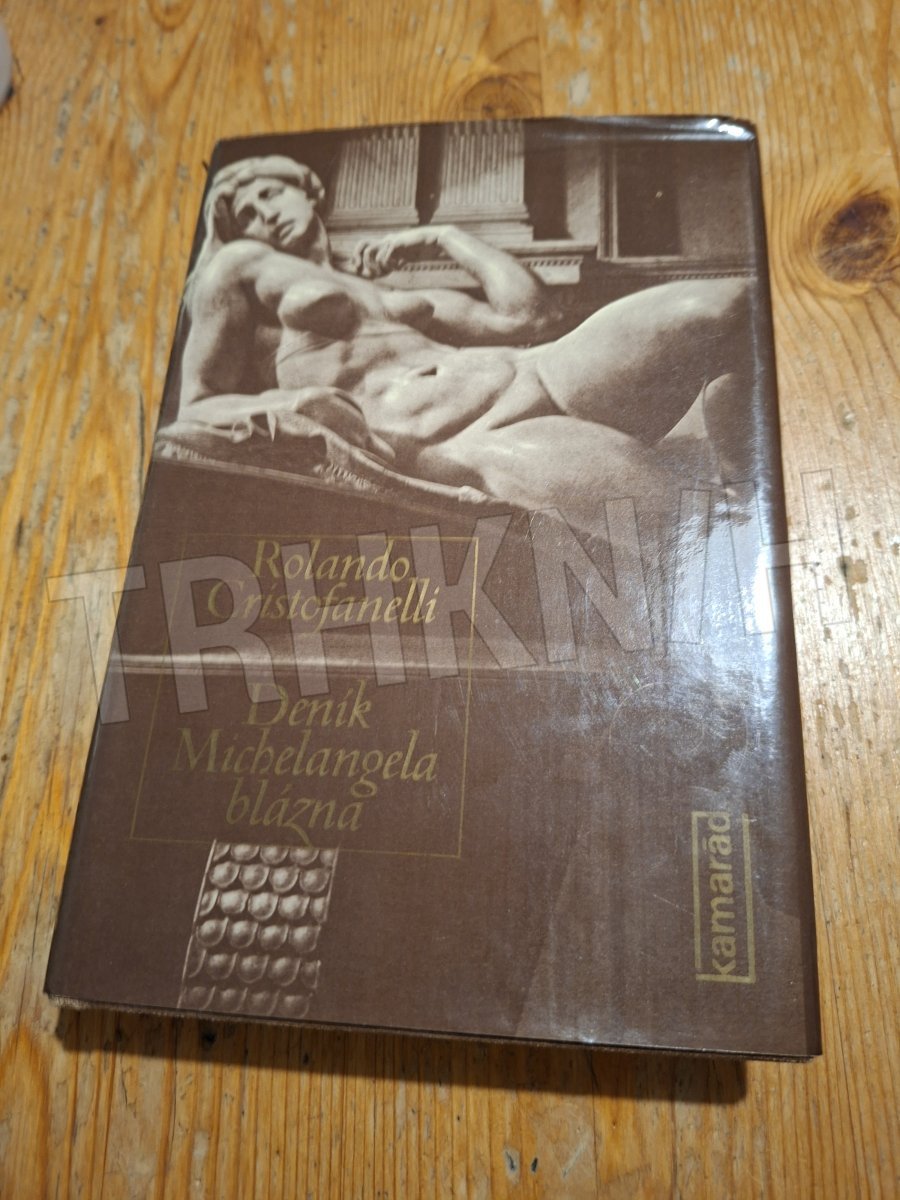 Rolando
Cristofanelli
TRHKNIH
Deník
Michelangela
blázna
kamarád